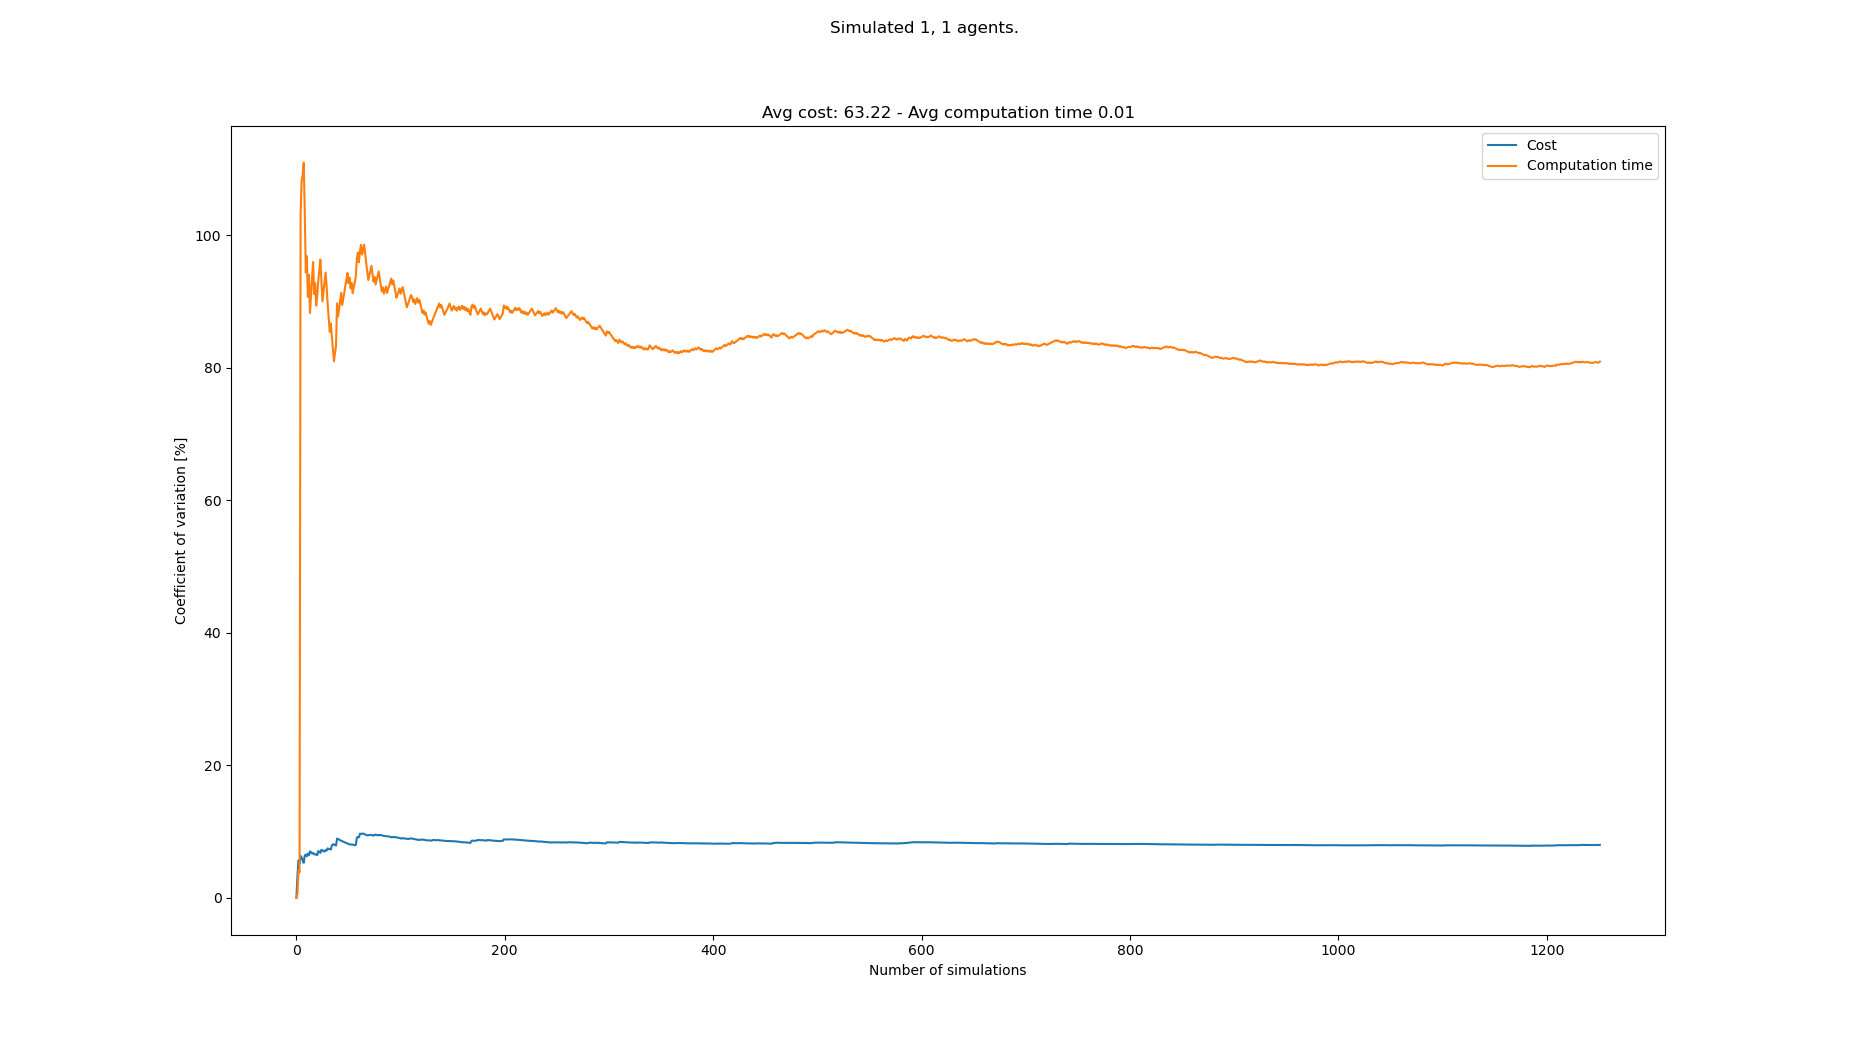 Simulated 1, 1 agents.
Avg cost: 63.22 - Avg computation time 0.01
Cost
Computation time
100
80
60
40
20
0
Coefficient of variation [%]
0 200 400 600 800 1000 1200
Number of simulations